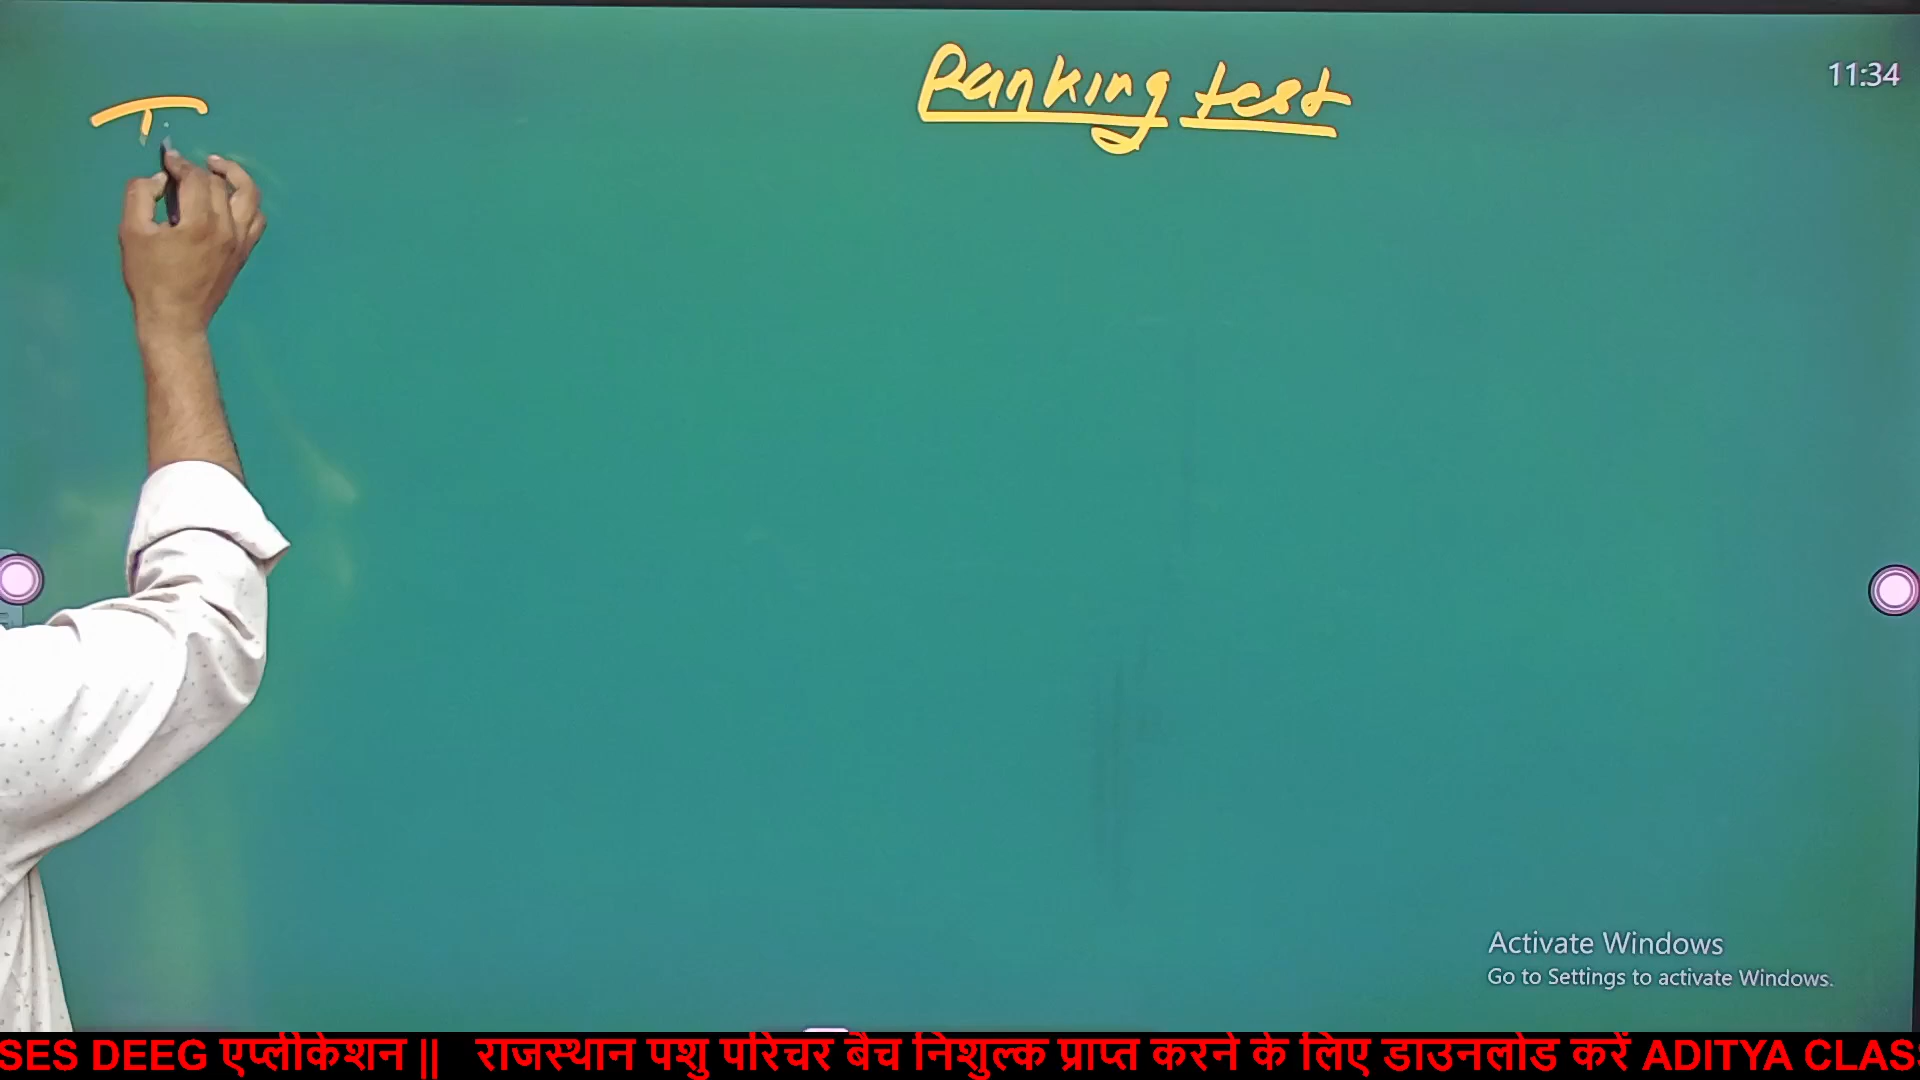 Ranking test
11:34
T
Activate Windows
Go to Settings to activate Windows.
SES DEEG एप्लीकेशन || राजस्थान पशु परिचर बैच निशुल्क प्राप्त करने के लिए डाउनलोड करें ADITYA CLAS